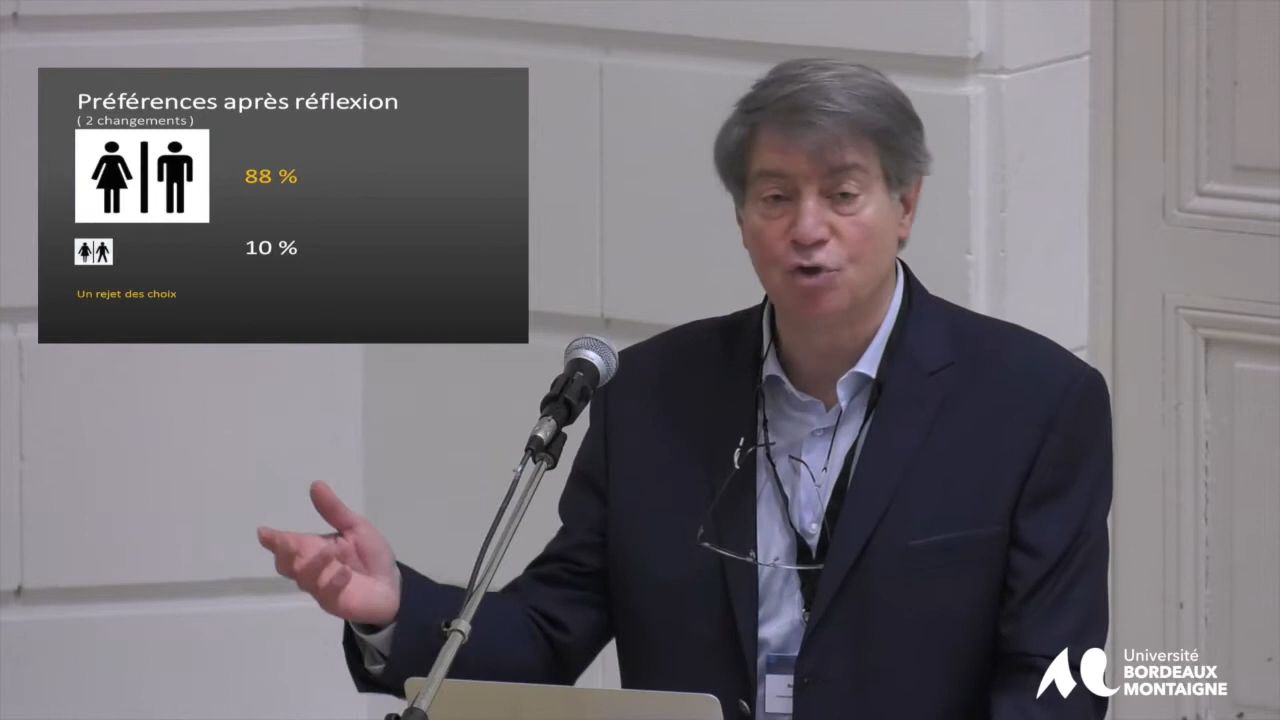 Préférences après réflexion
( 2 changements )
88 %
10 %
Un rejet des choix
Université
BORDEAUX
MONTAIGNE